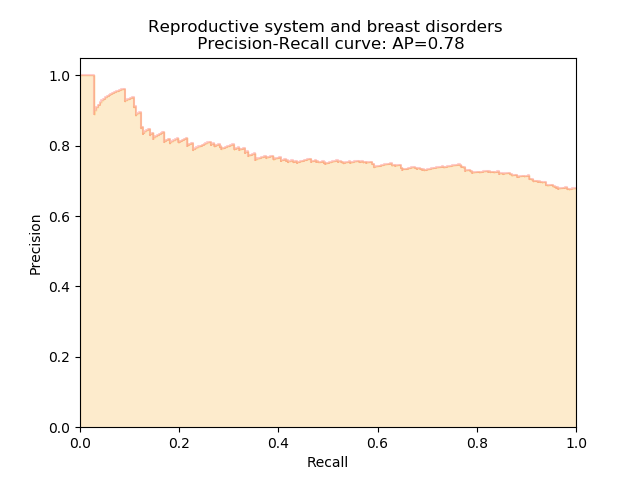 Reproductive system and breast disorders
Precision-Recall curve: AP=0.78
1.0
0.8
0.6
0.4
0.2
0.0
Precision
0.0 0.2 0.4 0.6 0.8 1.0
Recall